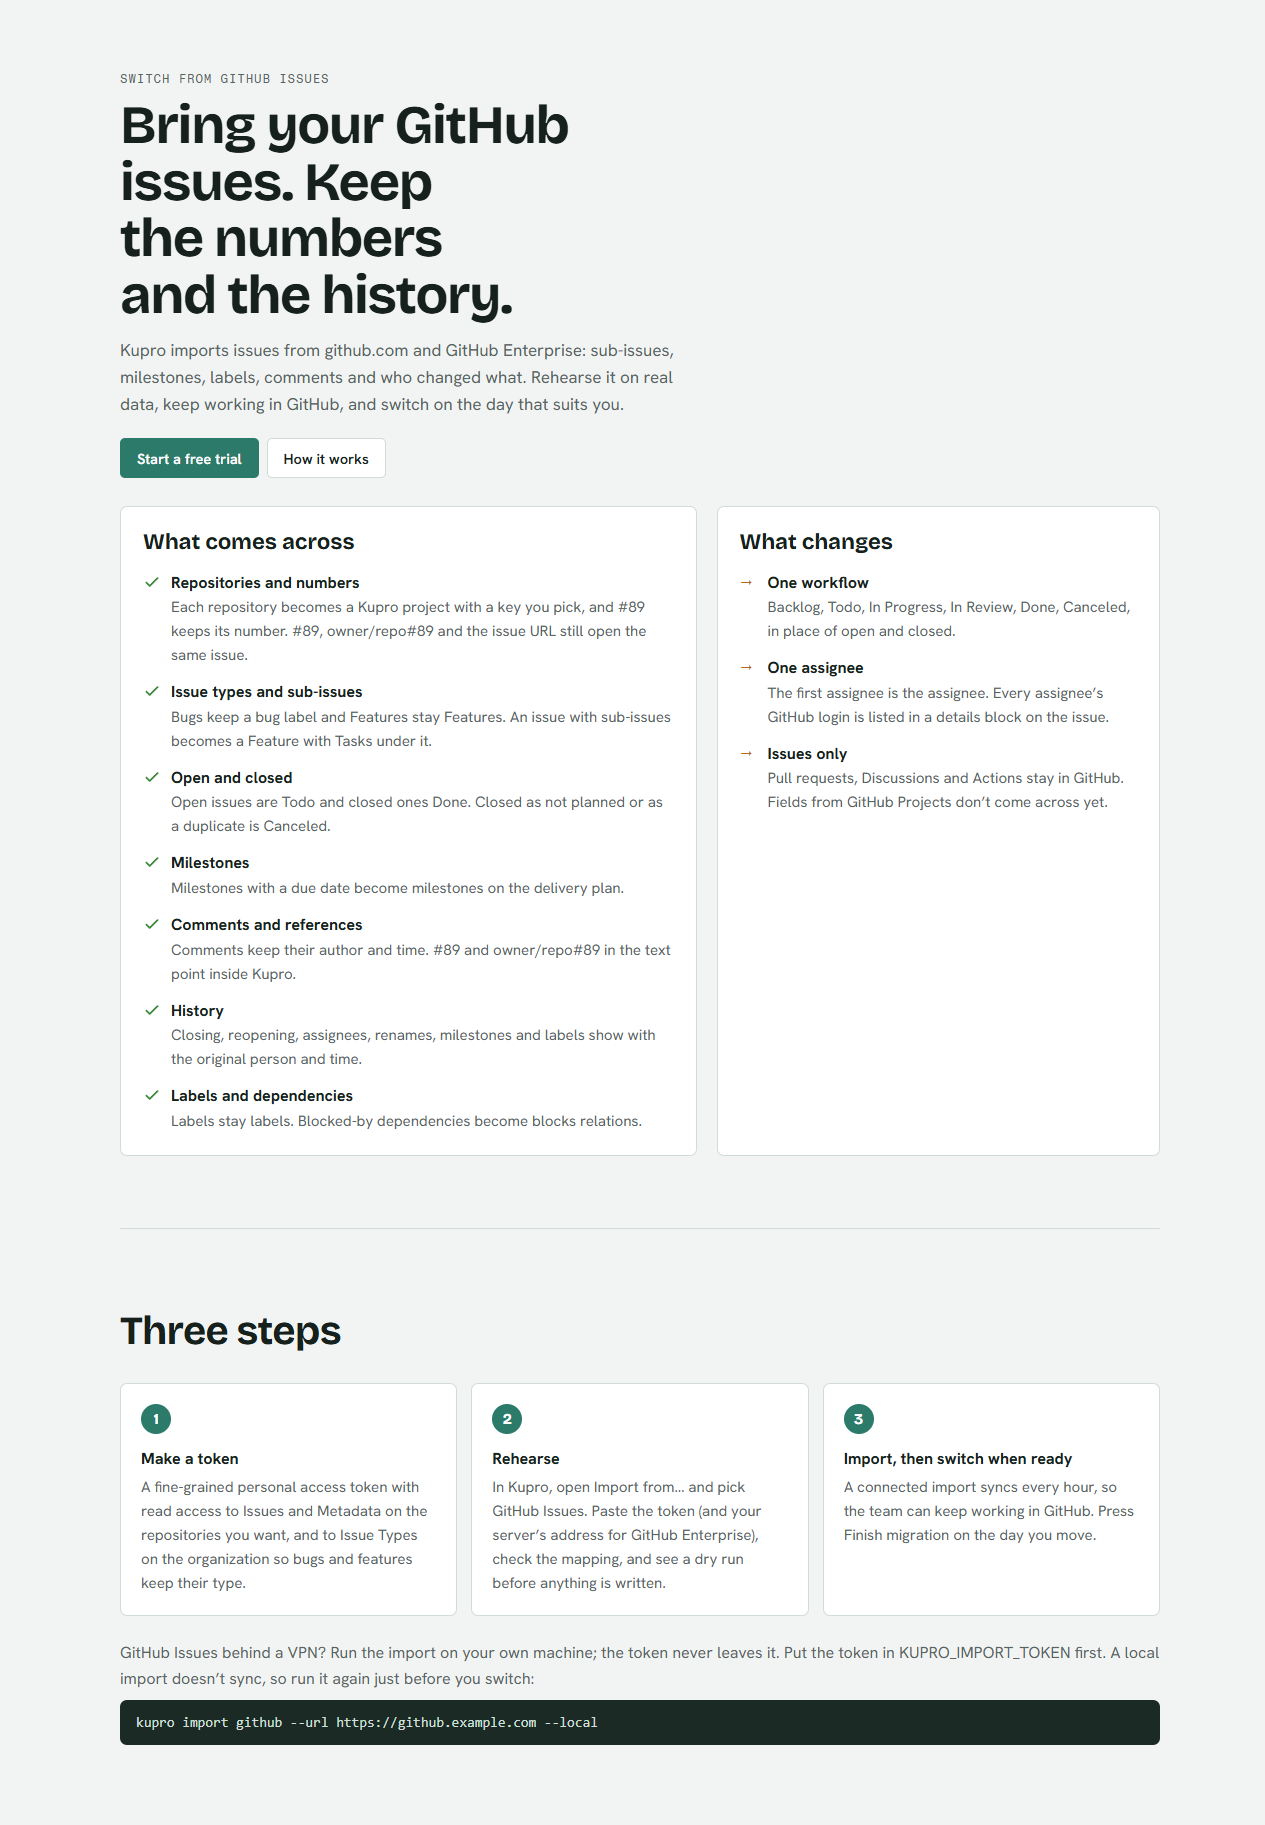 SWITCH FROM GITHUB ISSUES
Bring your GitHub
issues. Keep
the numbers
and the history.
Kupro imports issues from github.com and GitHub Enterprise: sub-issues,
milestones, labels, comments and who changed what. Rehearse it on real
data, keep working in GitHub, and switch on the day that suits you.
Start a free trial
How it works
What comes across
✓ Repositories and numbers
Each repository becomes a Kupro project with a key you pick, and #89
keeps its number. #89, owner/repo#89 and the issue URL still open the
same issue.
✓ Issue types and sub-issues
Bugs keep a bug label and Features stay Features. An issue with sub-issues
becomes a Feature with Tasks under it.
✓ Open and closed
Open issues are Todo and closed ones Done. Closed as not planned or as
a duplicate is Canceled.
✓ Milestones
Milestones with a due date become milestones on the delivery plan.
✓ Comments and references
Comments keep their author and time. #89 and owner/repo#89 in the text
point inside Kupro.
✓ History
Closing, reopening, assignees, renames, milestones and labels show with
the original person and time.
✓ Labels and dependencies
Labels stay labels. Blocked-by dependencies become blocks relations.
What changes
→ One workflow
Backlog, Todo, In Progress, In Review, Done, Canceled,
in place of open and closed.
→ One assignee
The first assignee is the assignee. Every assignee’s
GitHub login is listed in a details block on the issue.
→ Issues only
Pull requests, Discussions and Actions stay in GitHub.
Fields from GitHub Projects don’t come across yet.
Three steps
1
Make a token
A fine-grained personal access token with
read access to Issues and Metadata on the
repositories you want, and to Issue Types
on the organization so bugs and features
keep their type.
2
Rehearse
In Kupro, open Import from… and pick
GitHub Issues. Paste the token (and your
server’s address for GitHub Enterprise),
check the mapping, and see a dry run
before anything is written.
3
Import, then switch when ready
A connected import syncs every hour, so
the team can keep working in GitHub. Press
Finish migration on the day you move.
GitHub Issues behind a VPN? Run the import on your own machine; the token never leaves it. Put the token in KUPRO_IMPORT_TOKEN first. A local
import doesn’t sync, so run it again just before you switch:
kupro import github --url https://github.example.com --local